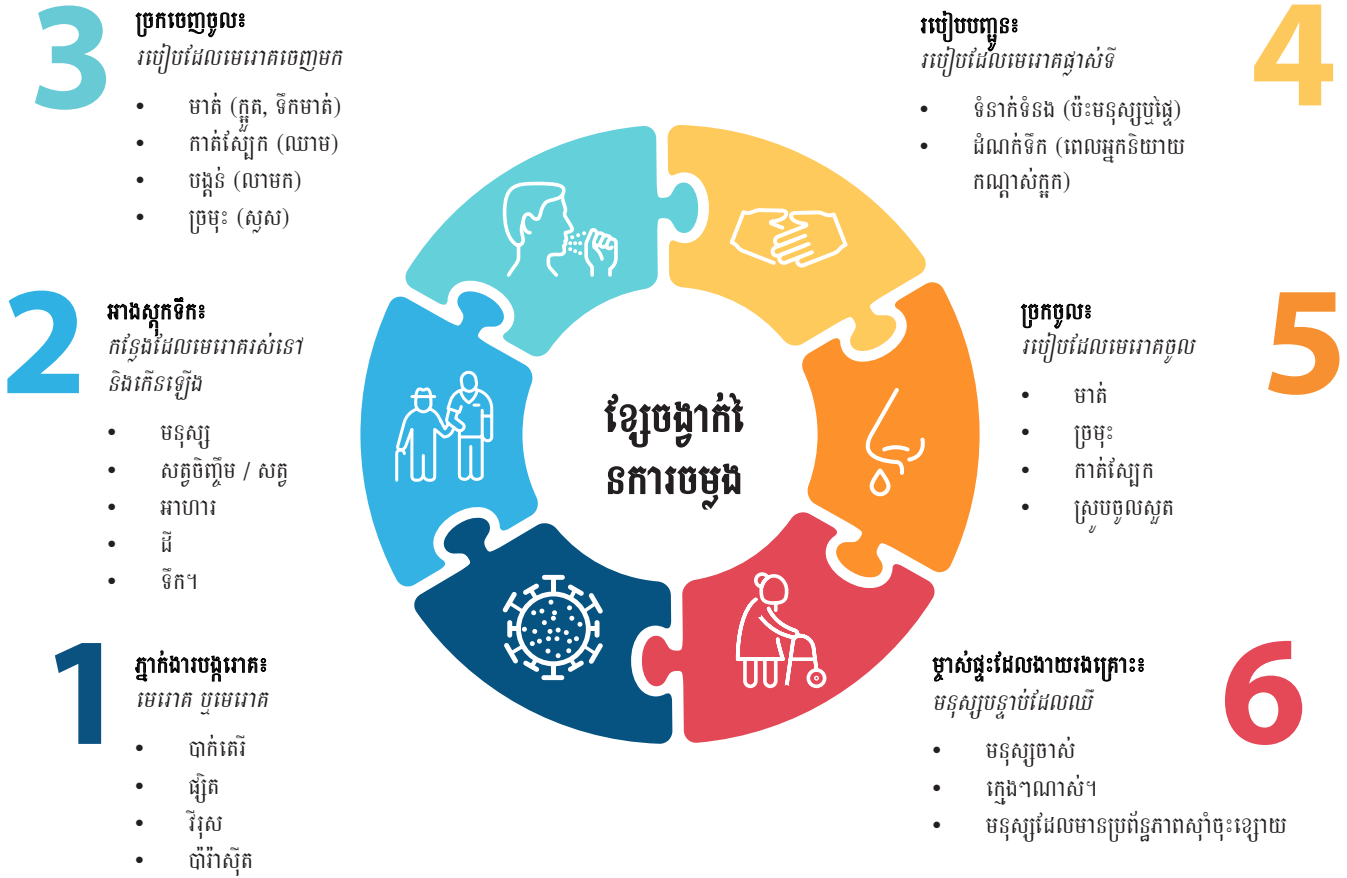 3
ច្រកចេញចូល៖
របៀបដែលមេរោគចេញមក
• មាត់ (ក្អួត, ទឹកមាត់)
• កាត់ស្បែក (ឈាម)
• បង្គន់ (លាមក)
• ច្រមុះ (ស្លស)
4
របៀបបញ្ជូន៖
របៀបដែលមេរោគផ្លាស់ទី
• ទំនាក់ទំនង (ប៉ះមនុស្សឬផ្ទៃ)
• ដំណក់ទឹក (ពេលអ្នកនិយាយ
កណ្តាស់ក្អក)
2
អាងស្តុកទឹក៖
កន្លែងដែលមេរោគរស់នៅ
និងកើនឡើង
• មនុស្ស
• សត្វចិញ្ចឹម / សត្វ
• អាហារ
• ដី
• ទឹក។
5
ច្រកចូល៖
របៀបដែលមេរោគចូល
• មាត់
• ច្រមុះ
• កាត់ស្បែក
• ស្រូបចូលសួត
ខ្សែចង្វាក់នៃ
នការចម្លង
1
ភ្នាក់ងារបង្ករោគ៖
មេរោគ ឬមេរោគ
• បាក់តេរី
• ផ្សិត
• វីរុស
• ប៉ារ៉ាស៊ីត
6
ម្ចាស់ផ្ទះដែលងាយរងគ្រោះ៖
មនុស្សបន្ទាប់ដែលឈឺ
• មនុស្សចាស់
• ក្មេងៗណាស់។
• មនុស្សដែលមានប្រព័ន្ធភាពស៊ាំចុះខ្សោយ